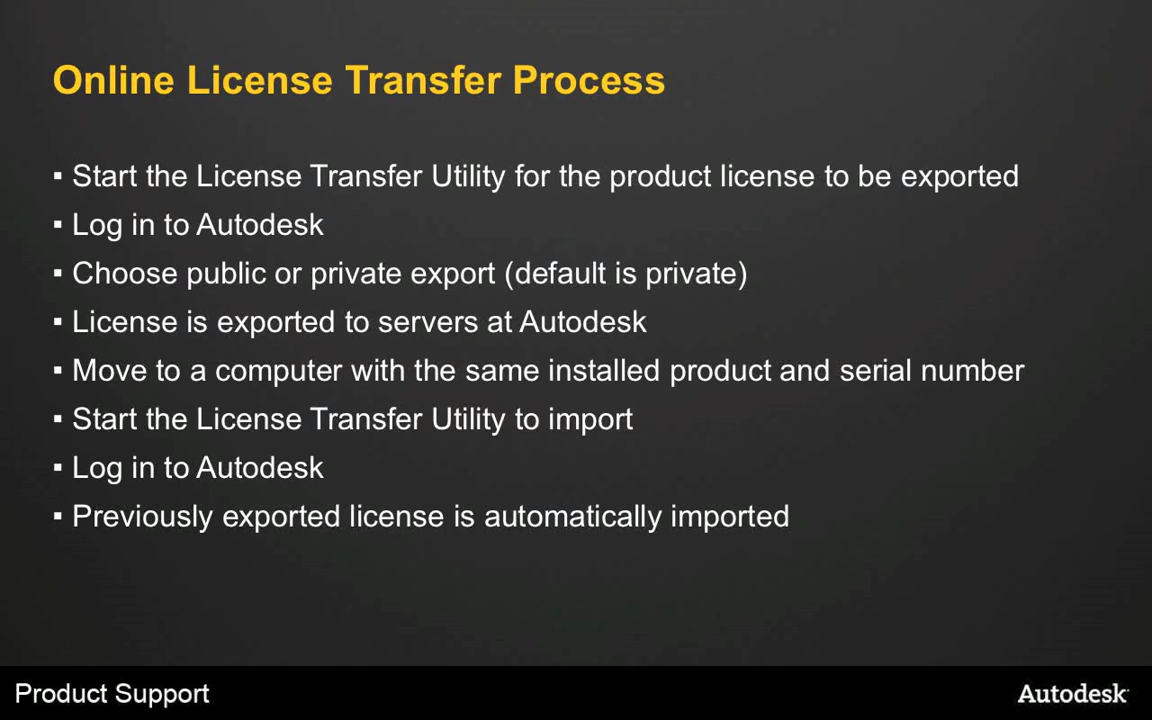 Online License Transfer Process
▪ Start the License Transfer Utility for the product license to be exported
▪ Log in to Autodesk
▪ Choose public or private export (default is private)
▪ License is exported to servers at Autodesk
▪ Move to a computer with the same installed product and serial number
▪ Start the License Transfer Utility to import
▪ Log in to Autodesk
▪ Previously exported license is automatically imported
Product Support
Autodesk